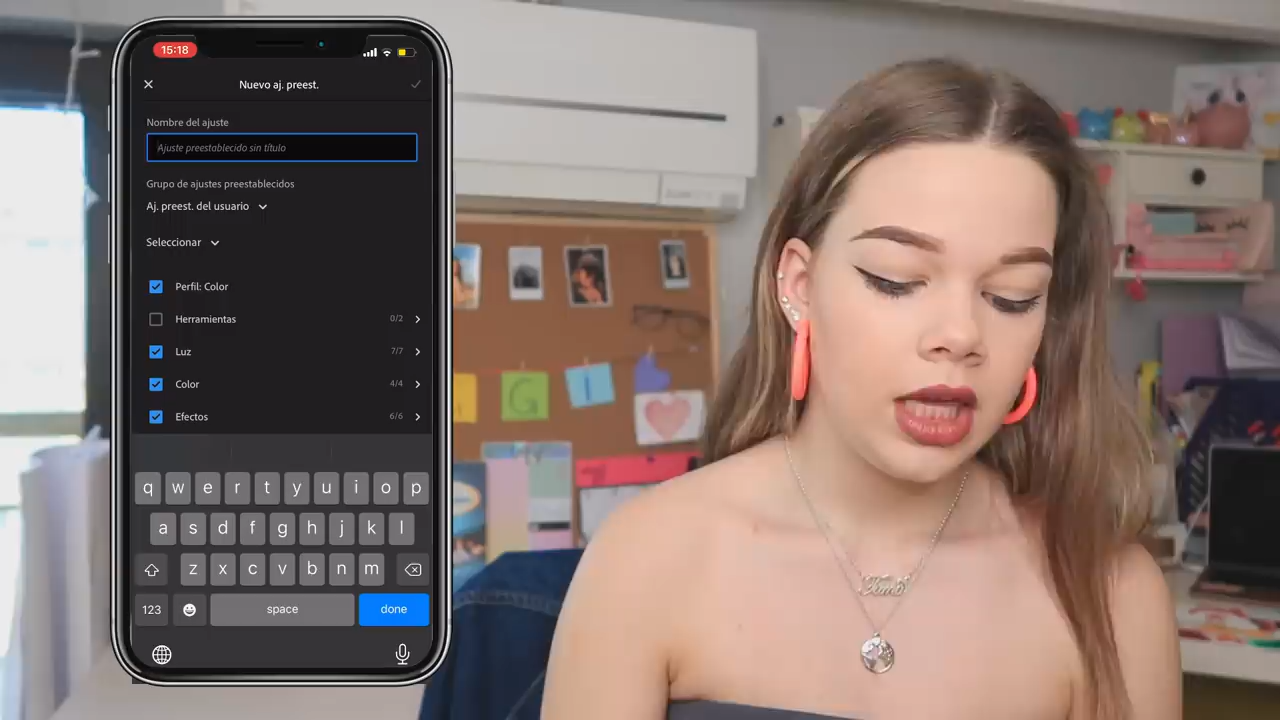 15:18
Nuevo aj. preest.
Nombre del ajuste
Ajuste preestablecido sin título
Grupo de ajustes preestablecidos
Aj. preest. del usuario
Seleccionar
Perfil: Color
Herramientas 0/2
Luz 7/7
Color 4/4
Efectos 6/6
q w e r t y u i o p
a s d f g h j k l
z x c v b n m
123 space done
G I